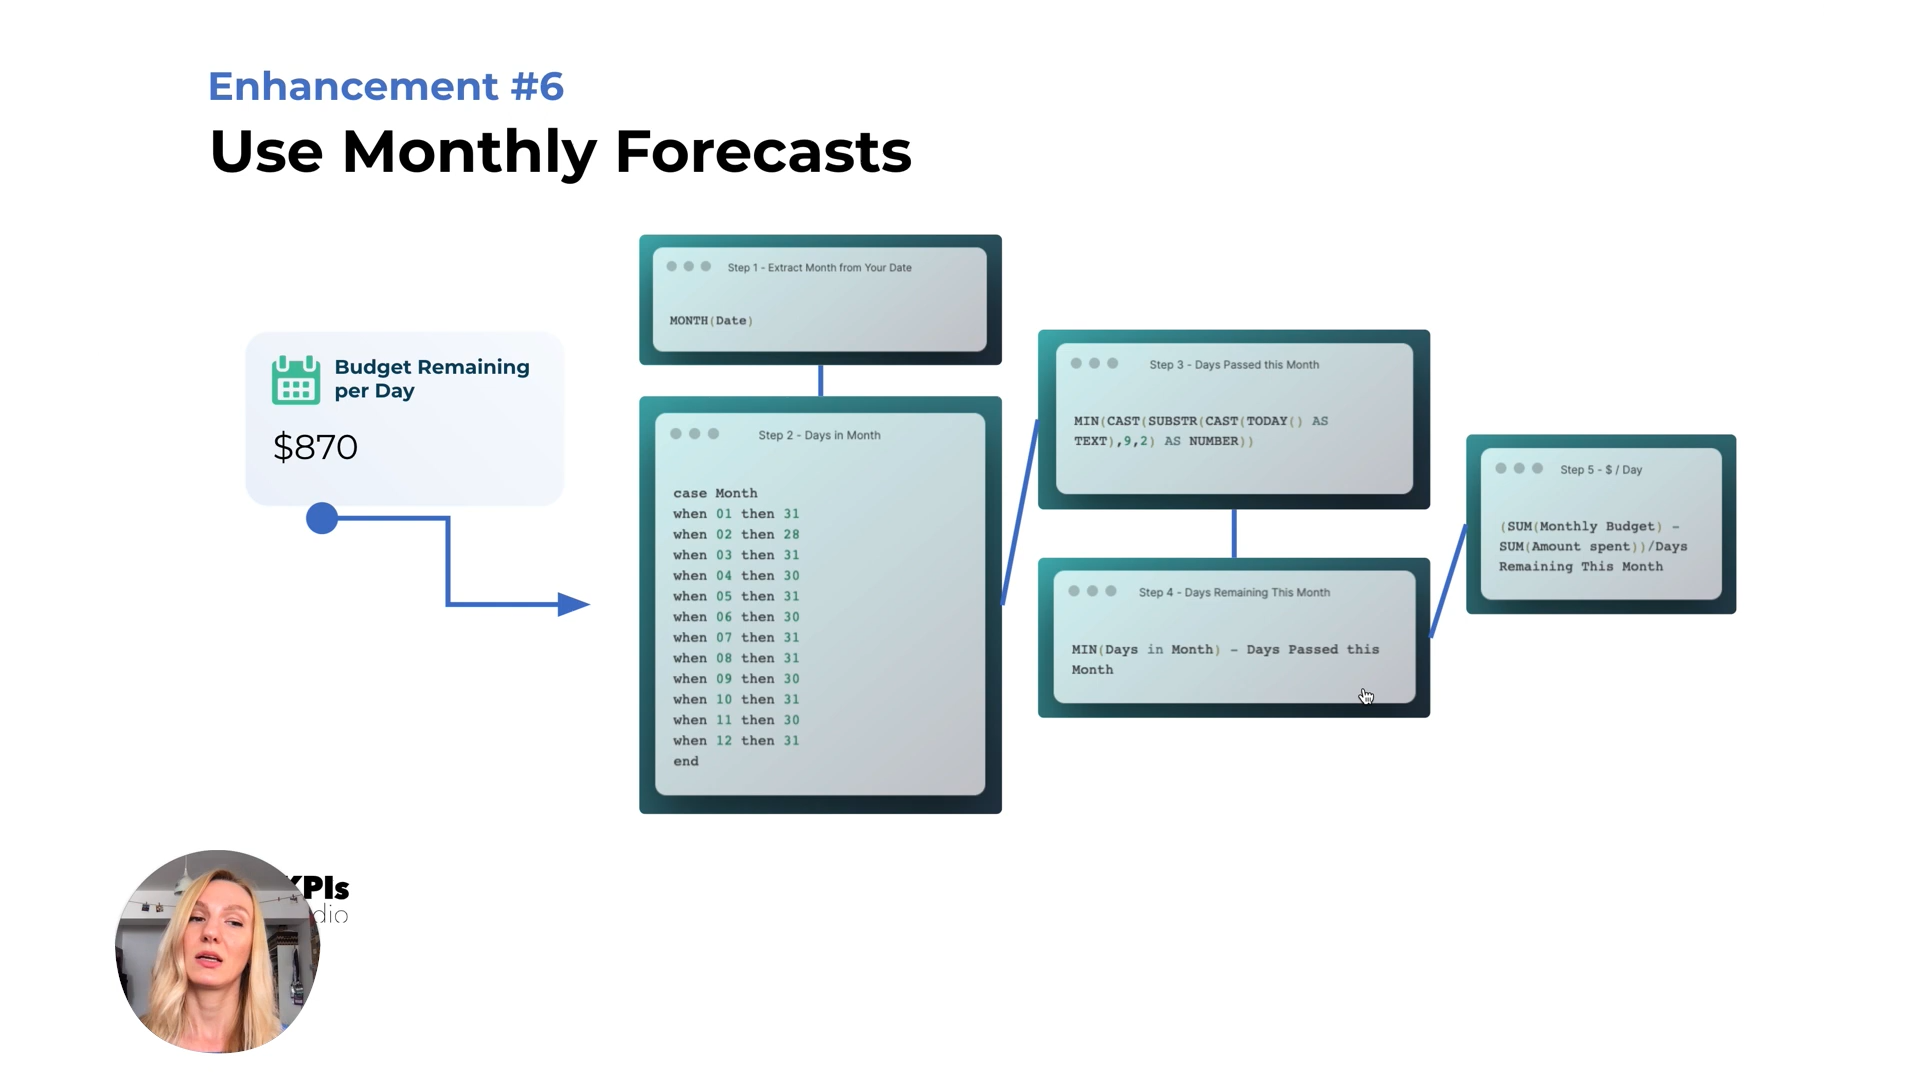 Enhancement #6
Use Monthly Forecasts
Budget Remaining
per Day
$870
Step 1 - Extract Month from Your Date
MONTH(Date)
Step 2 - Days in Month
case Month
when 01 then 31
when 02 then 28
when 03 then 31
when 04 then 30
when 05 then 31
when 06 then 30
when 07 then 31
when 08 then 31
when 09 then 30
when 10 then 31
when 11 then 30
when 12 then 31
end
Step 3 - Days Passed this Month
MIN(CAST(SUBSTR(CAST(TODAY() AS
TEXT),9,2) AS NUMBER))
Step 4 - Days Remaining This Month
MIN(Days in Month) - Days Passed this
Month
Step 5 - $ / Day
(SUM(Monthly Budget) -
SUM(Amount spent))/Days
Remaining This Month
KPIs